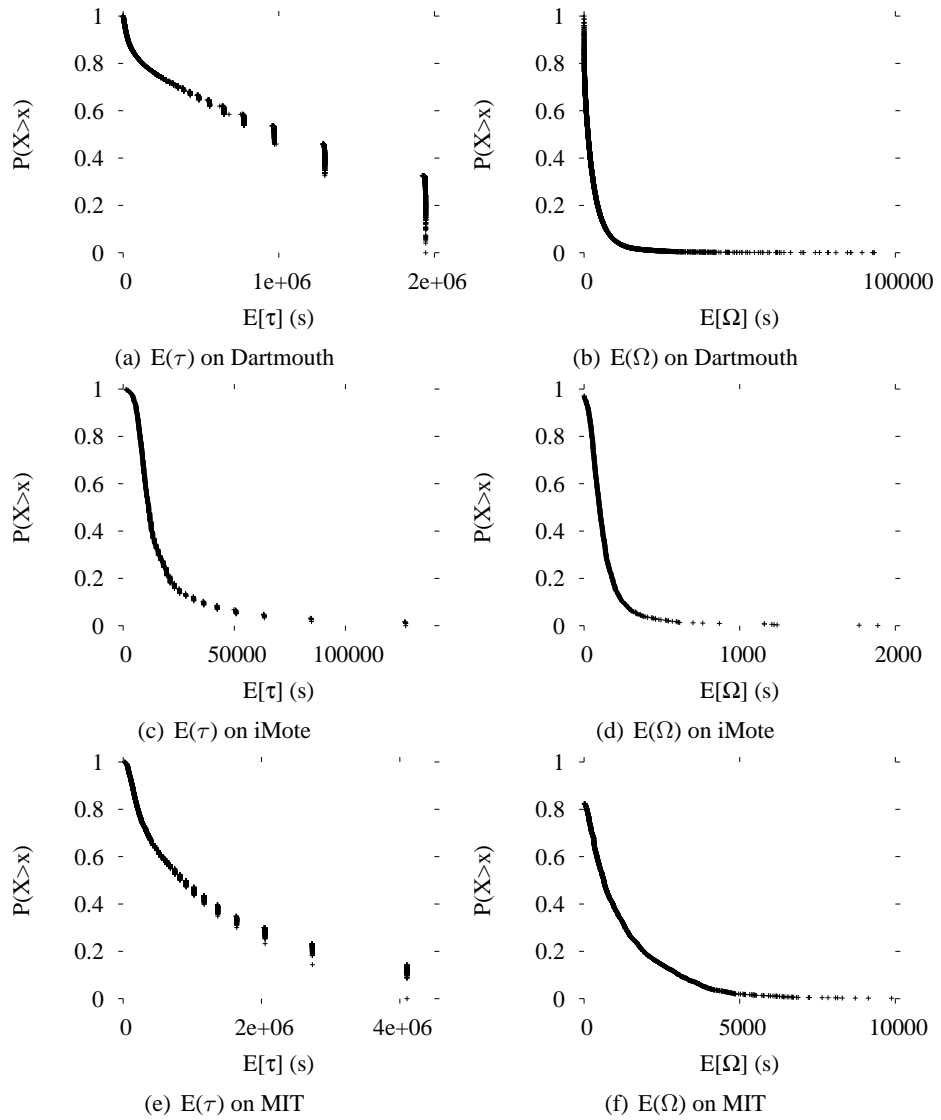 1
0.8
0.6
0.4
0.2
0
P(X>x)
0 1e+06 2e+06
E[τ] (s)
(a) E(τ) on Dartmouth
1
0.8
0.6
0.4
0.2
0
P(X>x)
0 100000
E[Ω] (s)
(b) E(Ω) on Dartmouth
1
0.8
0.6
0.4
0.2
0
P(X>x)
0 50000 100000
E[τ] (s)
(c) E(τ) on iMote
1
0.8
0.6
0.4
0.2
0
P(X>x)
0 1000 2000
E[Ω] (s)
(d) E(Ω) on iMote
1
0.8
0.6
0.4
0.2
0
P(X>x)
0 2e+06 4e+06
E[τ] (s)
(e) E(τ) on MIT
1
0.8
0.6
0.4
0.2
0
P(X>x)
0 5000 10000
E[Ω] (s)
(f) E(Ω) on MIT